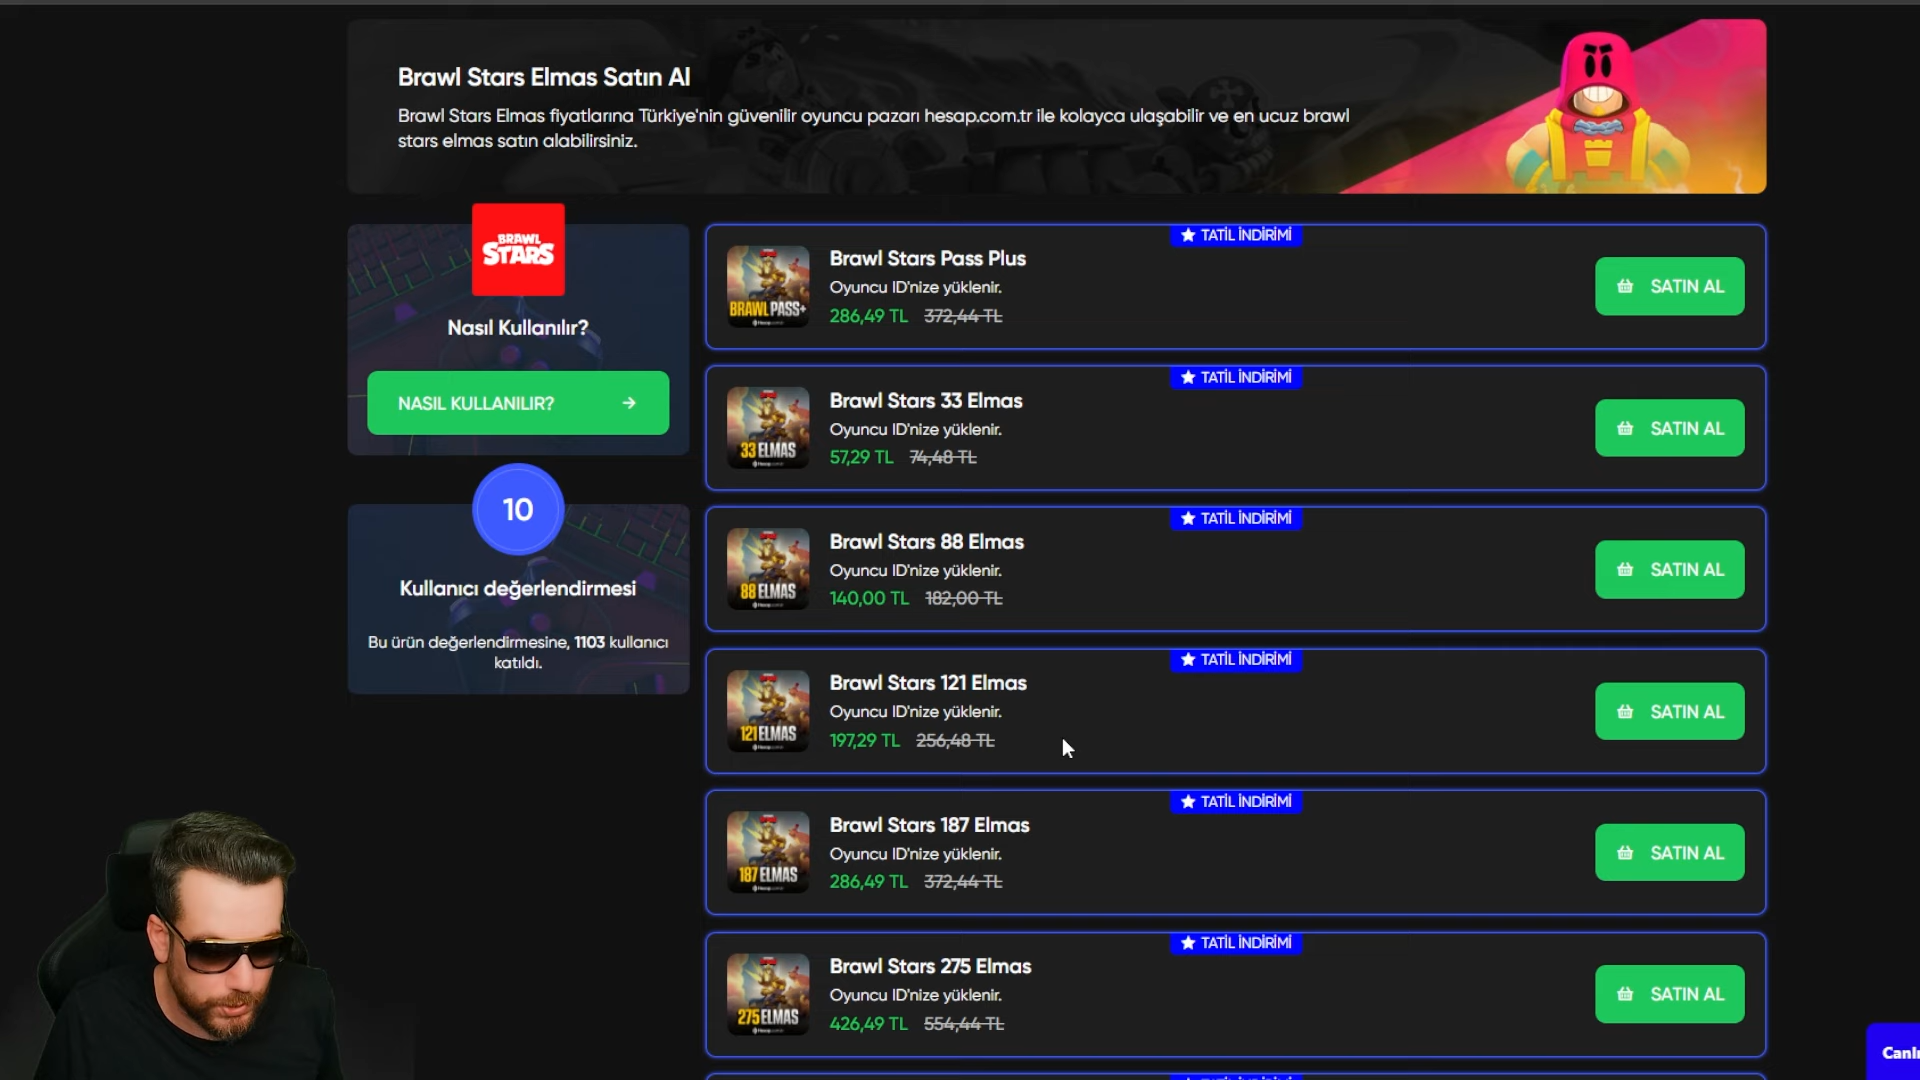 Brawl Stars Elmas Satın Al
Brawl Stars Elmas fiyatlarına Türkiye'nin güvenilir oyuncu pazarı hesap.com.tr ile kolayca ulaşabilir ve en ucuz brawl
stars elmas satın alabilirsiniz.
BRAWL
STARS
Nasıl Kullanılır?
NASIL KULLANILIR?
10
Kullanıcı değerlendirmesi
Bu ürün değerlendirmesine, 1103 kullanıcı
katıldı.
TATİL İNDİRİMİ
BRAWL PASS+
Brawl Stars Pass Plus
Oyuncu ID'nize yüklenir.
286,49 TL 372,44 TL
SATIN AL
TATİL İNDİRİMİ
33 ELMAS
Brawl Stars 33 Elmas
Oyuncu ID'nize yüklenir.
57,29 TL 74,48 TL
SATIN AL
TATİL İNDİRİMİ
88 ELMAS
Brawl Stars 88 Elmas
Oyuncu ID'nize yüklenir.
140,00 TL 182,00 TL
SATIN AL
TATİL İNDİRİMİ
121 ELMAS
Brawl Stars 121 Elmas
Oyuncu ID'nize yüklenir.
197,29 TL 256,48 TL
SATIN AL
TATİL İNDİRİMİ
187 ELMAS
Brawl Stars 187 Elmas
Oyuncu ID'nize yüklenir.
286,49 TL 372,44 TL
SATIN AL
TATİL İNDİRİMİ
275 ELMAS
Brawl Stars 275 Elmas
Oyuncu ID'nize yüklenir.
426,49 TL 554,44 TL
SATIN AL